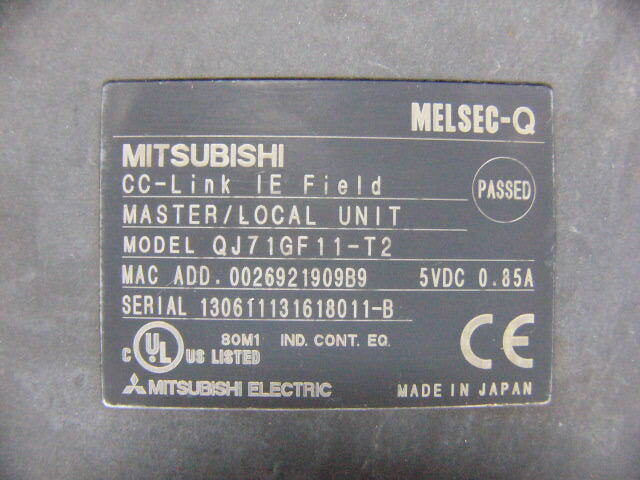 MELSEC-Q
MITSUBISHI
CC-Link IE Field
PASSED
MASTER/LOCAL UNIT
MODEL QJ71GF11-T2
MAC ADD. 0026921909B9 5VDC 0.85A
SERIAL 130611131618011-B
C UL US LISTED 80M1 IND. CONT. EQ. CE
MITSUBISHI ELECTRIC MADE IN JAPAN